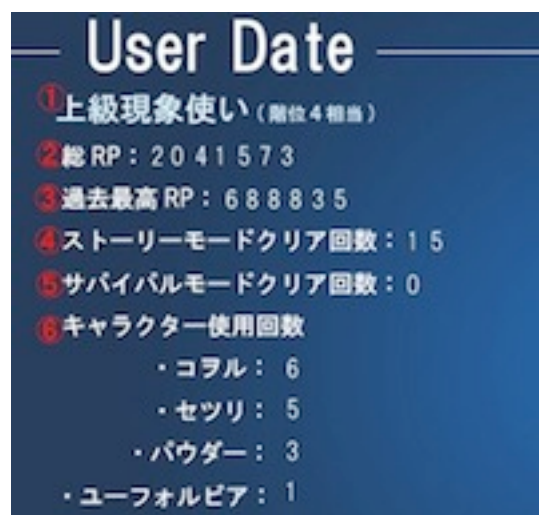 User Date
①上級現象使い(階位4相当)
②総RP:2041573
③過去最高RP:688835
④ストーリーモードクリア回数:15
⑤サバイバルモードクリア回数:0
⑥キャラクター使用回数
・コヲル: 6
・セツリ: 5
・パウダー: 3
・ユーフォルビア: 1